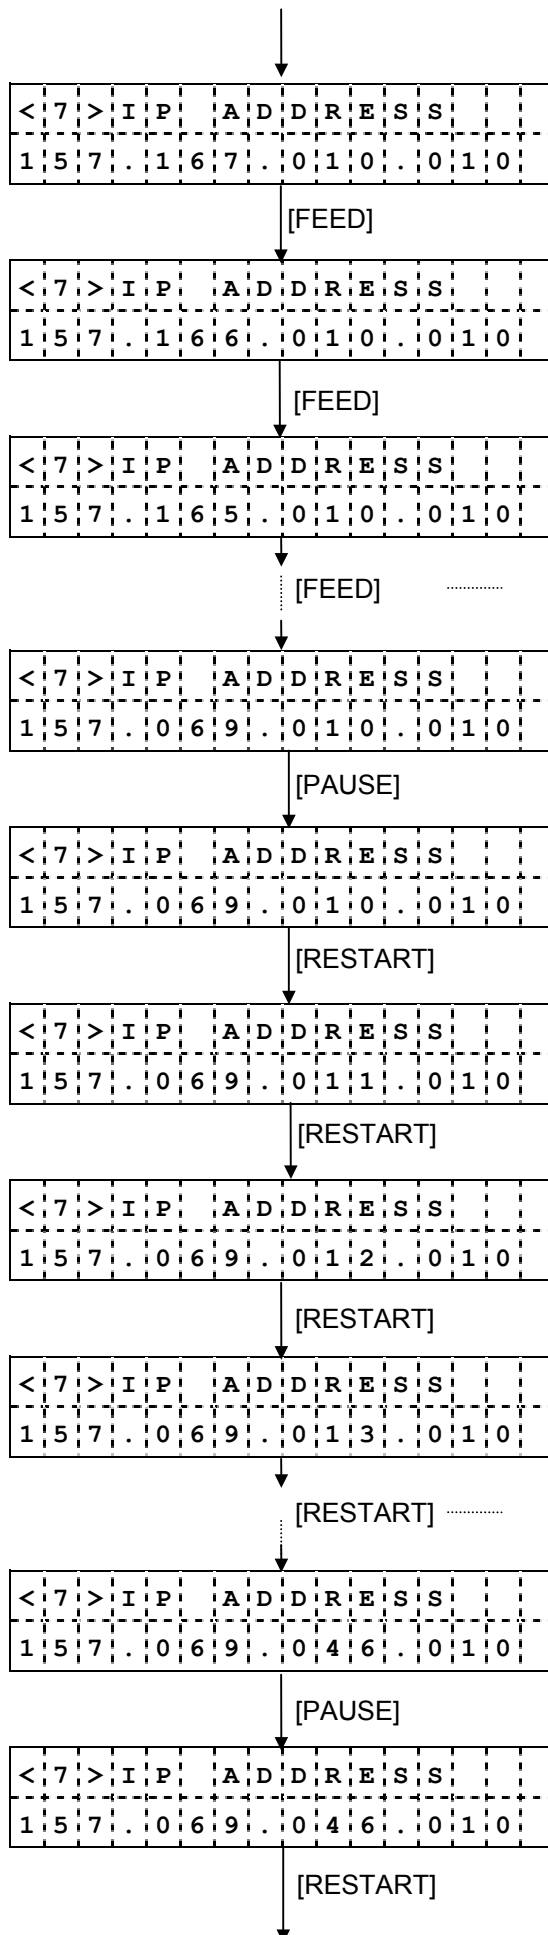 <7>IP ADDRESS
157.167.010.010
[FEED]
<7>IP ADDRESS
157.166.010.010
[FEED]
<7>IP ADDRESS
157.165.010.010
[FEED]
<7>IP ADDRESS
157.069.010.010
[PAUSE]
<7>IP ADDRESS
157.069.010.010
[RESTART]
<7>IP ADDRESS
157.069.011.010
[RESTART]
<7>IP ADDRESS
157.069.012.010
[RESTART]
<7>IP ADDRESS
157.069.013.010
[RESTART]
<7>IP ADDRESS
157.069.046.010
[PAUSE]
<7>IP ADDRESS
157.069.046.010
[RESTART]